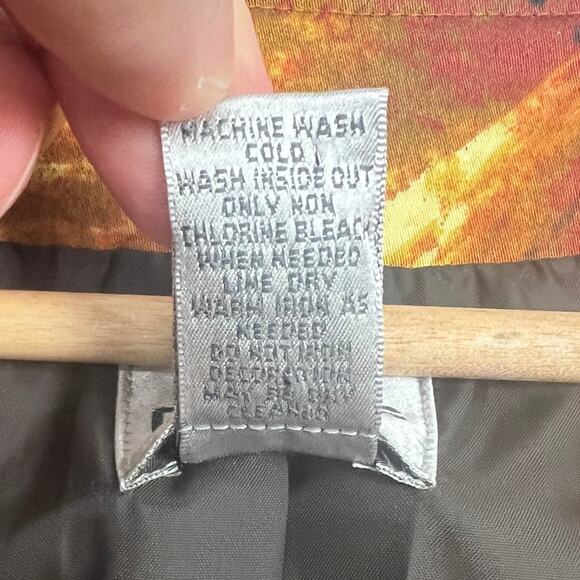 MACHINE WASH
COLD
WASH INSIDE OUT
ONLY NON
CHLORINE BLEACH
WHEN NEEDED
LINE DRY
WARM IRON AS
NEEDED
DO NOT IRON
DECORATION
MAY BE DRY
CLEANED